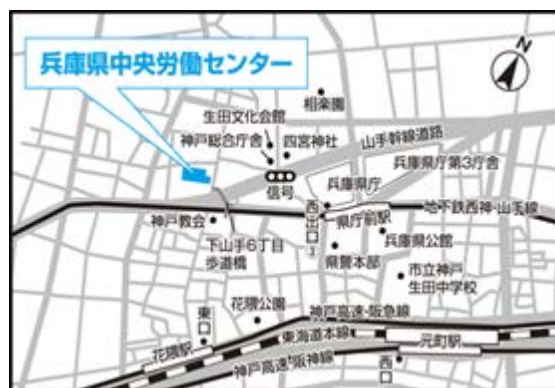 兵庫県中央労働センター
N
相楽園
生田文化会館
神戸総合庁舎
四宮神社
山手幹線道路
兵庫県庁第3庁舎
信号
兵庫県庁
西出口1
県庁前駅
地下鉄西神・山手線
神戸教会
兵庫県公館
下山手6丁目
歩道橋
県警本部
市立神戸
生田中学校
花隈公園
神戸高速・阪急線
東口
東海道本線
花隈駅
元町駅
神戸高速・阪神線
西口